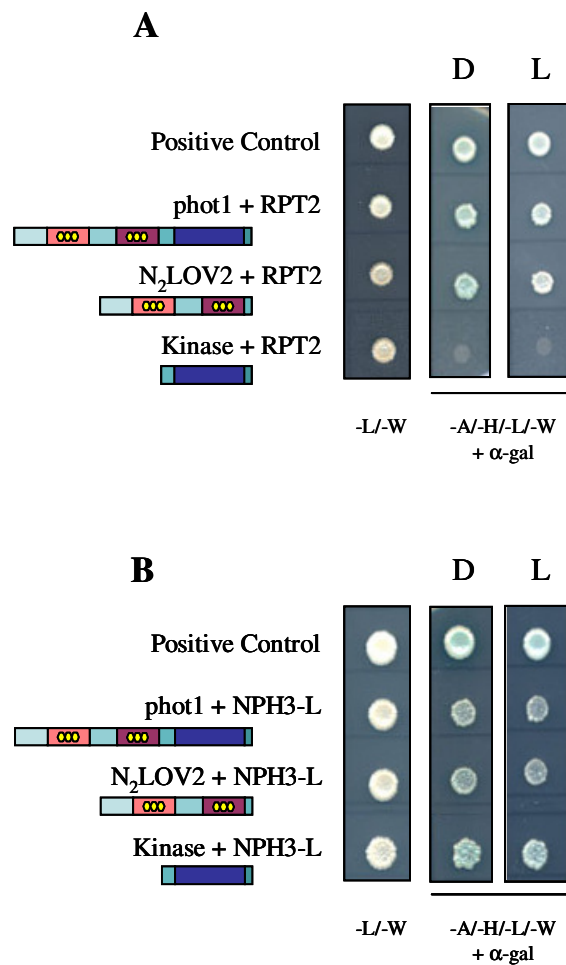 A
D L
Positive Control
phot1 + RPT2
N₂LOV2 + RPT2
Kinase + RPT2
-L/-W -A/-H/-L/-W
+ α-gal
B
D L
Positive Control
phot1 + NPH3-L
N₂LOV2 + NPH3-L
Kinase + NPH3-L
-L/-W -A/-H/-L/-W
+ α-gal